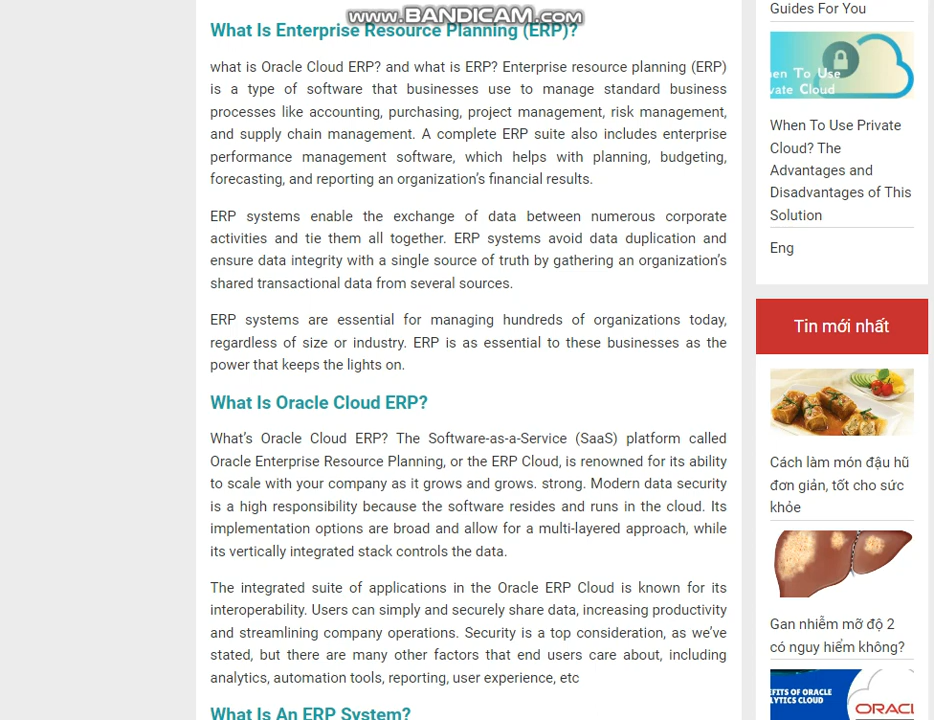 www.BANDICAM.com
What Is Enterprise Resource Planning (ERP)?
what is Oracle Cloud ERP? and what is ERP? Enterprise resource planning (ERP)
is a type of software that businesses use to manage standard business
processes like accounting, purchasing, project management, risk management,
and supply chain management. A complete ERP suite also includes enterprise
performance management software, which helps with planning, budgeting,
forecasting, and reporting an organization's financial results.
ERP systems enable the exchange of data between numerous corporate
activities and tie them all together. ERP systems avoid data duplication and
ensure data integrity with a single source of truth by gathering an organization's
shared transactional data from several sources.
ERP systems are essential for managing hundreds of organizations today,
regardless of size or industry. ERP is as essential to these businesses as the
power that keeps the lights on.
What Is Oracle Cloud ERP?
What's Oracle Cloud ERP? The Software-as-a-Service (SaaS) platform called
Oracle Enterprise Resource Planning, or the ERP Cloud, is renowned for its ability
to scale with your company as it grows and grows. strong. Modern data security
is a high responsibility because the software resides and runs in the cloud. Its
implementation options are broad and allow for a multi-layered approach, while
its vertically integrated stack controls the data.
The integrated suite of applications in the Oracle ERP Cloud is known for its
interoperability. Users can simply and securely share data, increasing productivity
and streamlining company operations. Security is a top consideration, as we've
stated, but there are many other factors that end users care about, including
analytics, automation tools, reporting, user experience, etc
What Is An ERP System?
Guides For You
en To Use
vate Cloud
When To Use Private
Cloud? The
Advantages and
Disadvantages of This
Solution
Eng
Tin mới nhất
Cách làm món đậu hũ
đơn giản, tốt cho sức
khỏe
Gan nhiễm mỡ độ 2
có nguy hiểm không?
FITS OF ORACLE
LYTICS CLOUD
ORACL